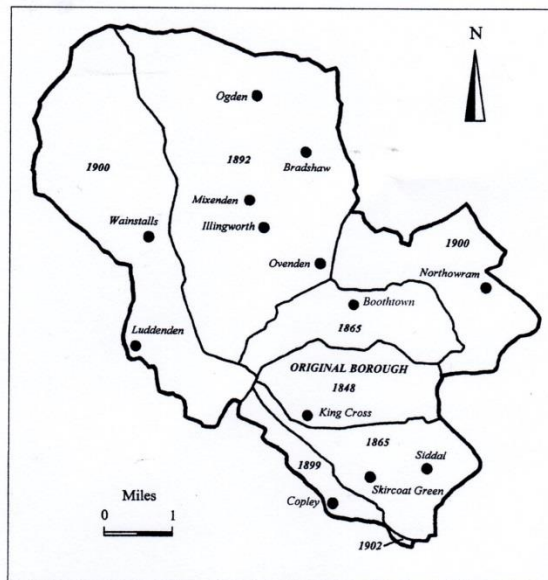 N
Ogden
1892
Bradshaw
1900
Mixenden
Illingworth
Wainstalls
1900
Ovenden
Northowram
Boothtown
1865
Luddenden
ORIGINAL BOROUGH
1848
King Cross
1865
Siddal
1899
Skircoat Green
Copley
Miles
0 1
1902